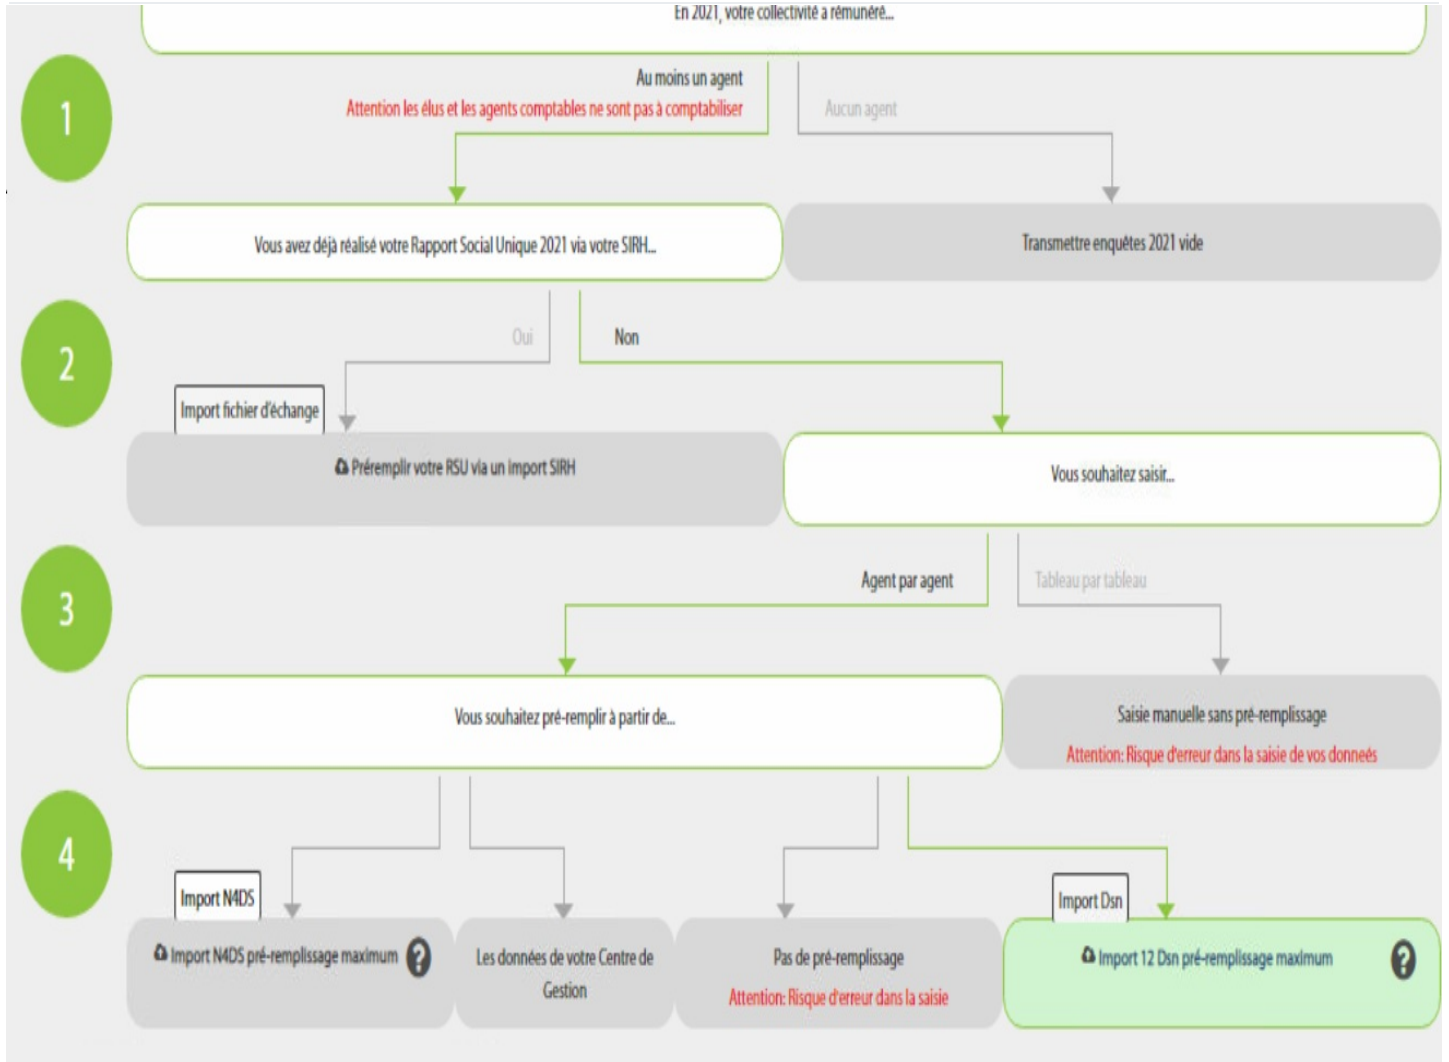 En 2021, votre collectivité a rémunéré...
1
Au moins un agent
Attention les élus et les agents comptables ne sont pas à comptabiliser
Aucun agent
Vous avez déjà réalisé votre Rapport Social Unique 2021 via votre SIRH...
Transmettre enquêtes 2021 vide
2
Oui
Non
Import fichier d'échange
Préremplir votre RSU via un import SIRH
Vous souhaitez saisir...
3
Agent par agent
Tableau par tableau
Vous souhaitez pré-remplir à partir de...
Saisie manuelle sans pré-remplissage
Attention: Risque d'erreur dans la saisie de vos donneés
4
Import N4DS
Import N4DS pré-remplissage maximum ?
Les données de votre Centre de
Gestion
Pas de pré-remplissage
Attention: Risque d'erreur dans la saisie
Import Dsn
Import 12 Dsn pré-remplissage maximum ?